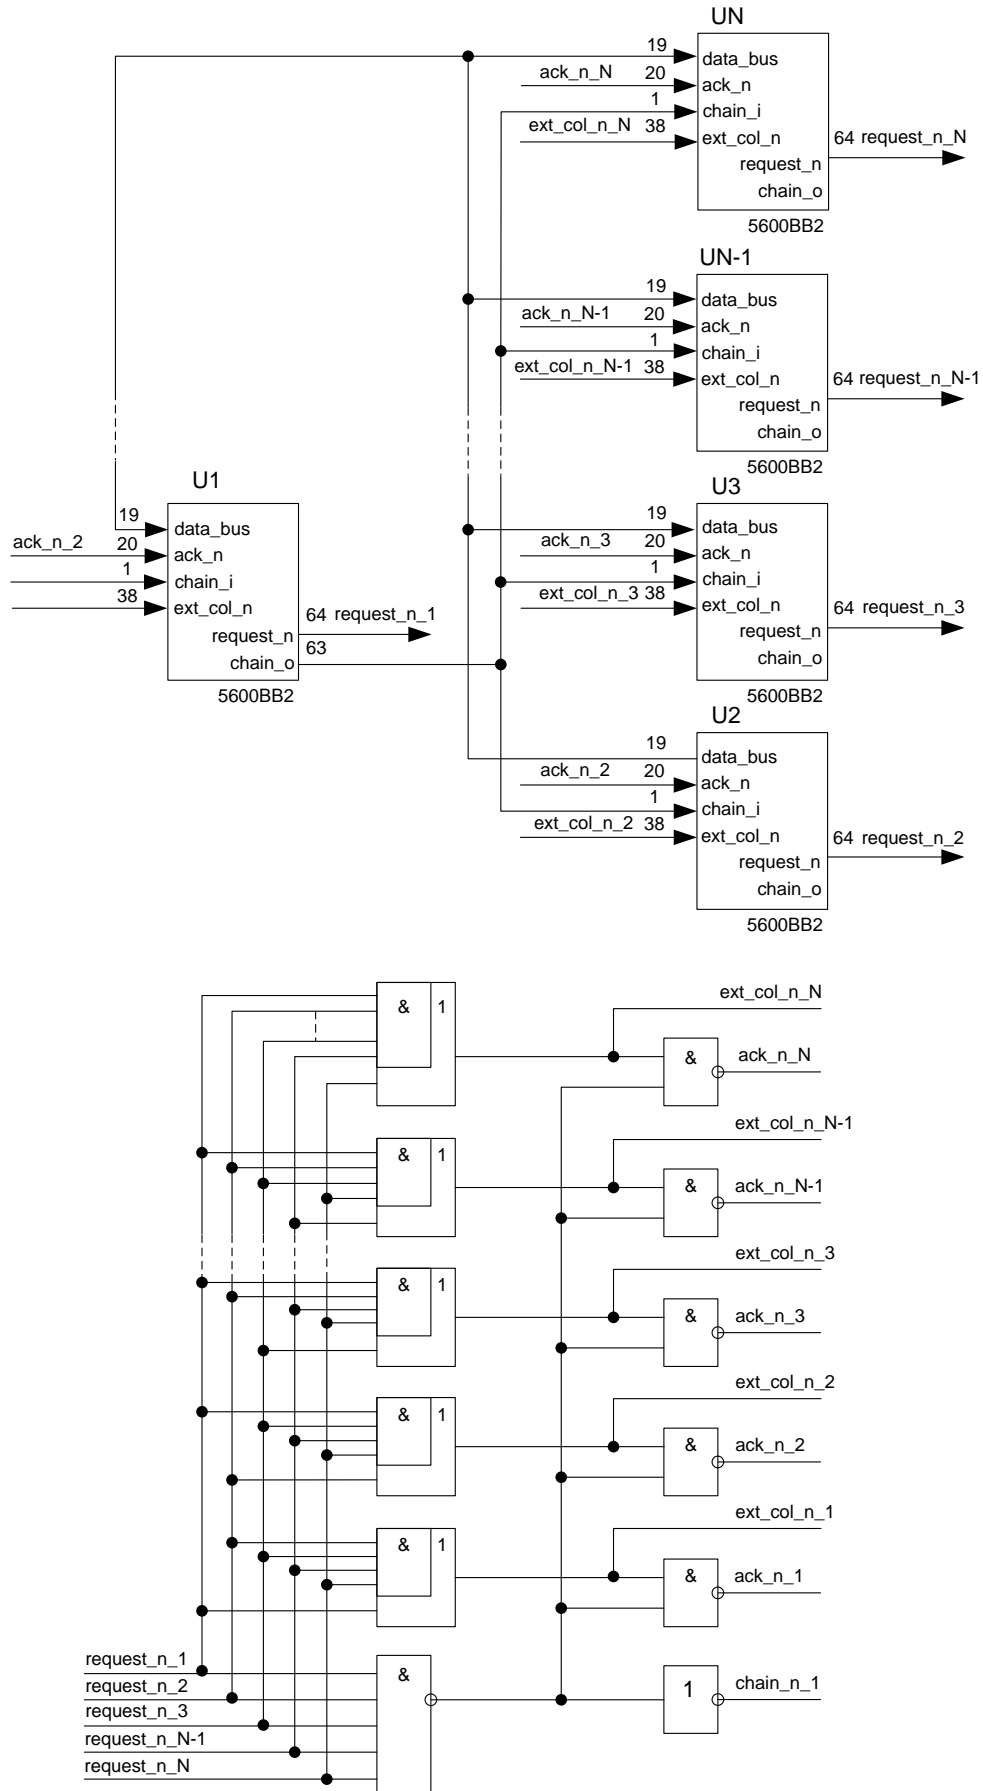 UN
19
data_bus
ack_n_N
20
ack_n
1
chain_i
ext_col_n_N
38
ext_col_n
64 request_n_N
request_n
chain_o
5600BB2
UN-1
19
data_bus
ack_n_N-1
20
ack_n
1
chain_i
ext_col_n_N-1
38
ext_col_n
64 request_n_N-1
request_n
chain_o
5600BB2
U1
19
data_bus
ack_n_2
20
ack_n
1
chain_i
38
ext_col_n
64 request_n_1
request_n
63
chain_o
5600BB2
U3
19
data_bus
ack_n_3
20
ack_n
1
chain_i
ext_col_n_3 38
ext_col_n
64 request_n_3
request_n
chain_o
5600BB2
U2
19
data_bus
ack_n_2
20
ack_n
1
chain_i
ext_col_n_2 38
ext_col_n
64 request_n_2
request_n
chain_o
5600BB2
& 1
ext_col_n_N
&
ack_n_N
& 1
ext_col_n_N-1
&
ack_n_N-1
& 1
ext_col_n_3
&
ack_n_3
& 1
ext_col_n_2
&
ack_n_2
& 1
ext_col_n_1
&
ack_n_1
request_n_1
request_n_2
request_n_3
request_n_N-1
request_n_N
&
1
chain_n_1